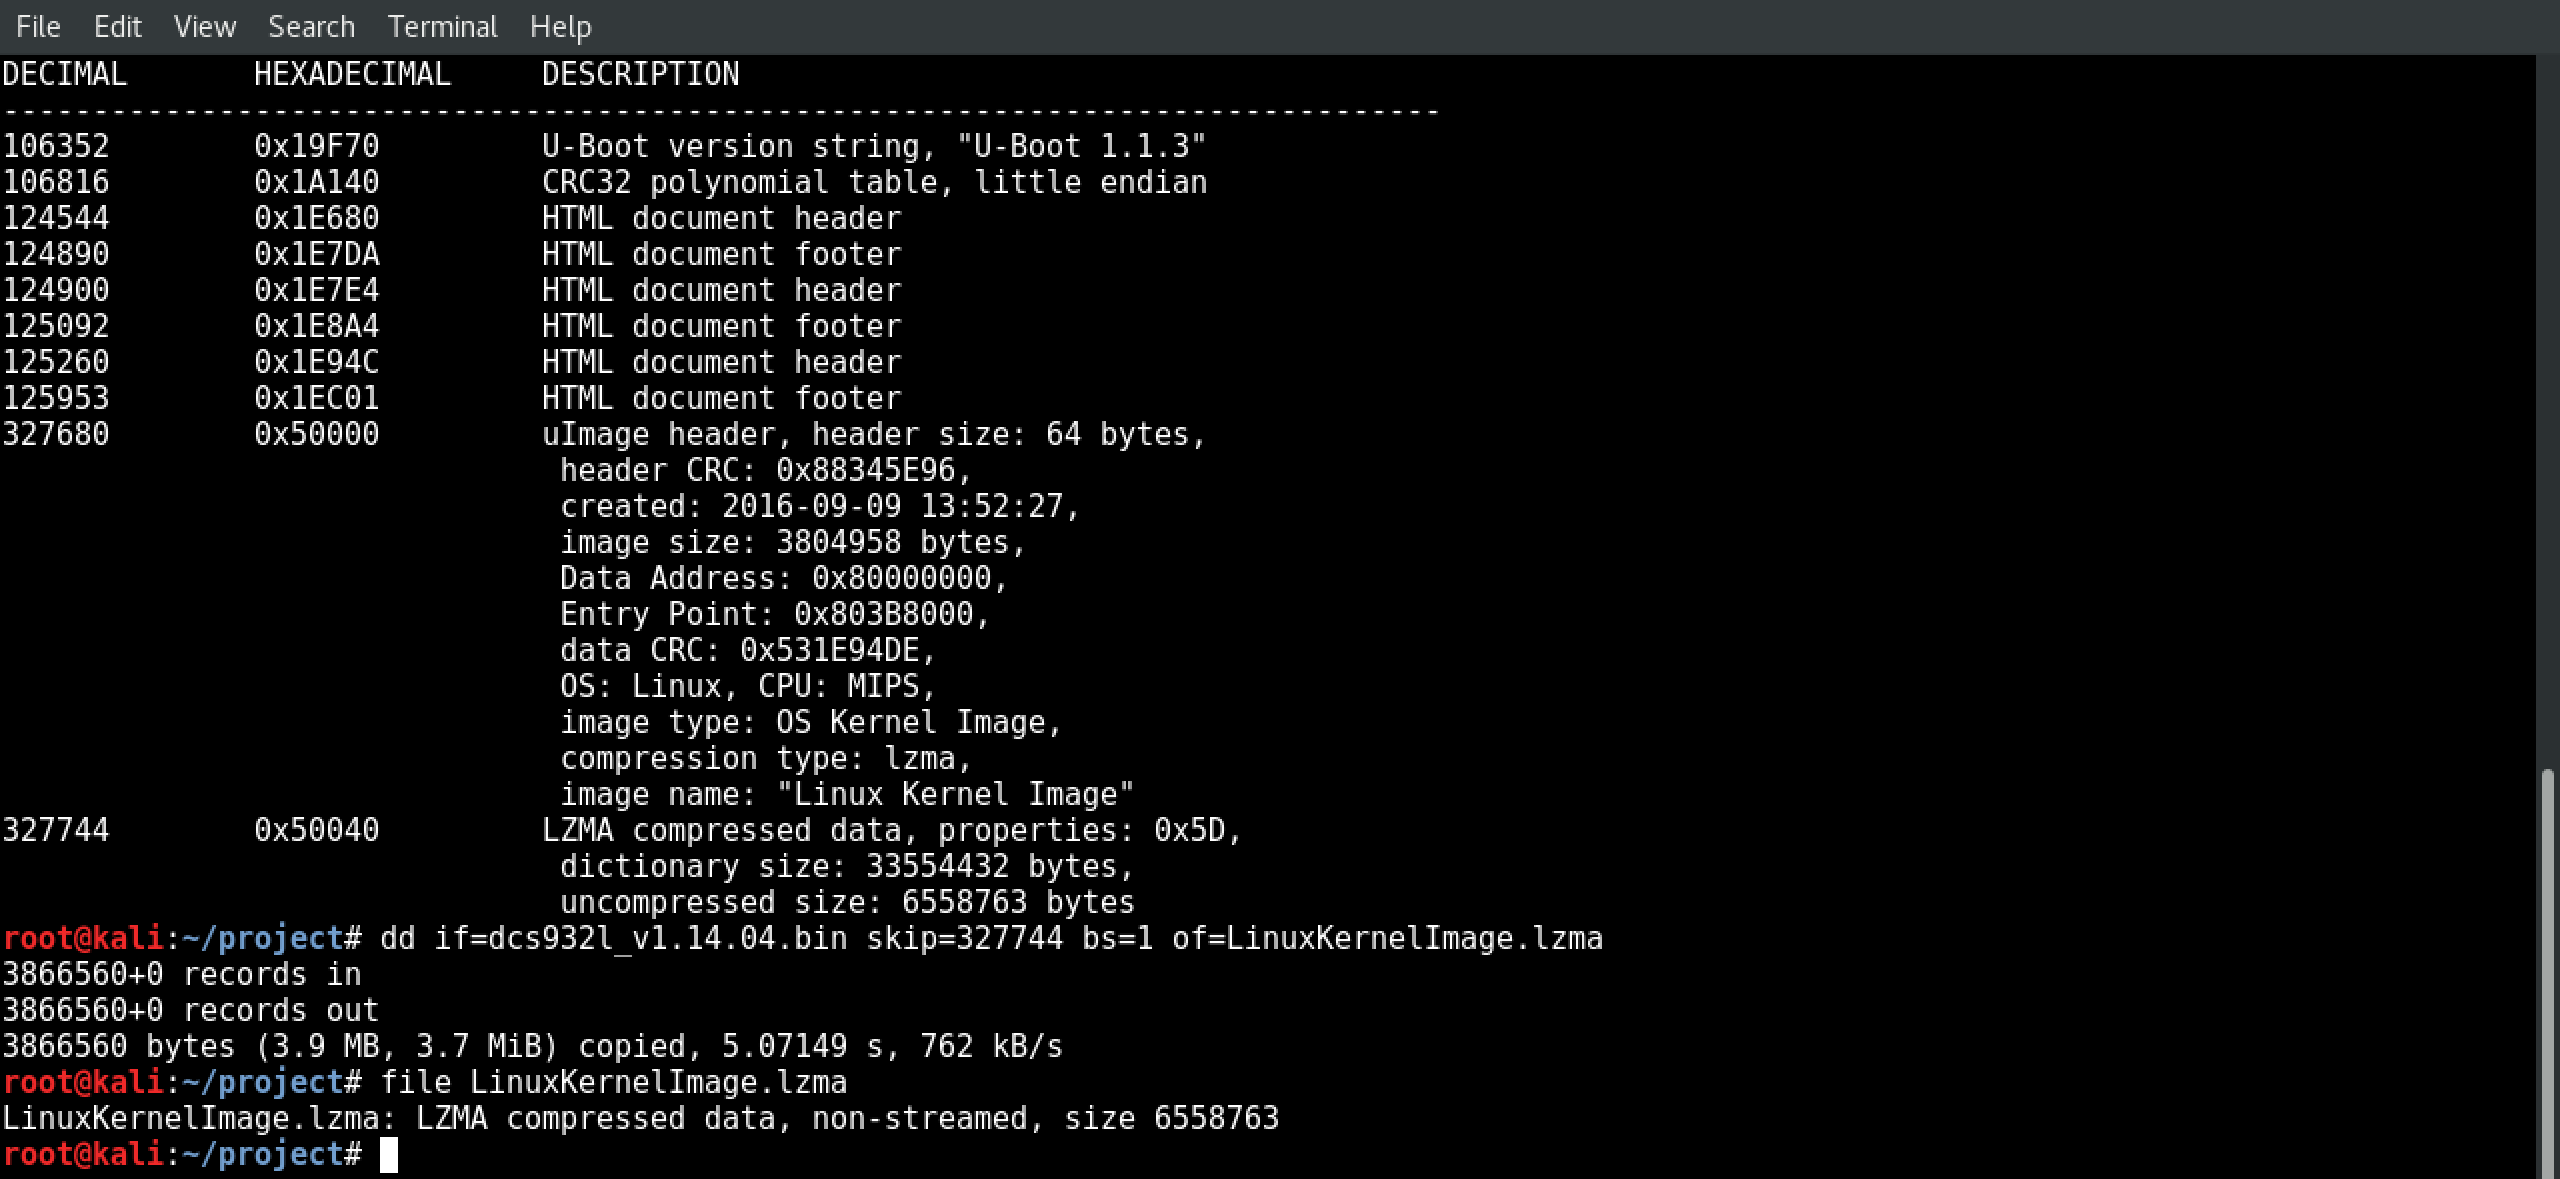 File Edit View Search Terminal Help
DECIMAL       HEXADECIMAL     DESCRIPTION
--------------------------------------------------------------------------------
106352        0x19F70         U-Boot version string, "U-Boot 1.1.3"
106816        0x1A140         CRC32 polynomial table, little endian
124544        0x1E680         HTML document header
124890        0x1E7DA         HTML document footer
124900        0x1E7E4         HTML document header
125092        0x1E8A4         HTML document footer
125260        0x1E94C         HTML document header
125953        0x1EC01         HTML document footer
327680        0x50000         uImage header, header size: 64 bytes,
header CRC: 0x88345E96,
created: 2016-09-09 13:52:27,
image size: 3804958 bytes,
Data Address: 0x80000000,
Entry Point: 0x803B8000,
data CRC: 0x531E94DE,
OS: Linux, CPU: MIPS,
image type: OS Kernel Image,
compression type: lzma,
image name: "Linux Kernel Image"
327744        0x50040         LZMA compressed data, properties: 0x5D,
dictionary size: 33554432 bytes,
uncompressed size: 6558763 bytes
root@kali:~/project# dd if=dcs932l_v1.14.04.bin skip=327744 bs=1 of=LinuxKernelImage.lzma
3866560+0 records in
3866560+0 records out
3866560 bytes (3.9 MB, 3.7 MiB) copied, 5.07149 s, 762 kB/s
root@kali:~/project# file LinuxKernelImage.lzma
LinuxKernelImage.lzma: LZMA compressed data, non-streamed, size 6558763
root@kali:~/project#